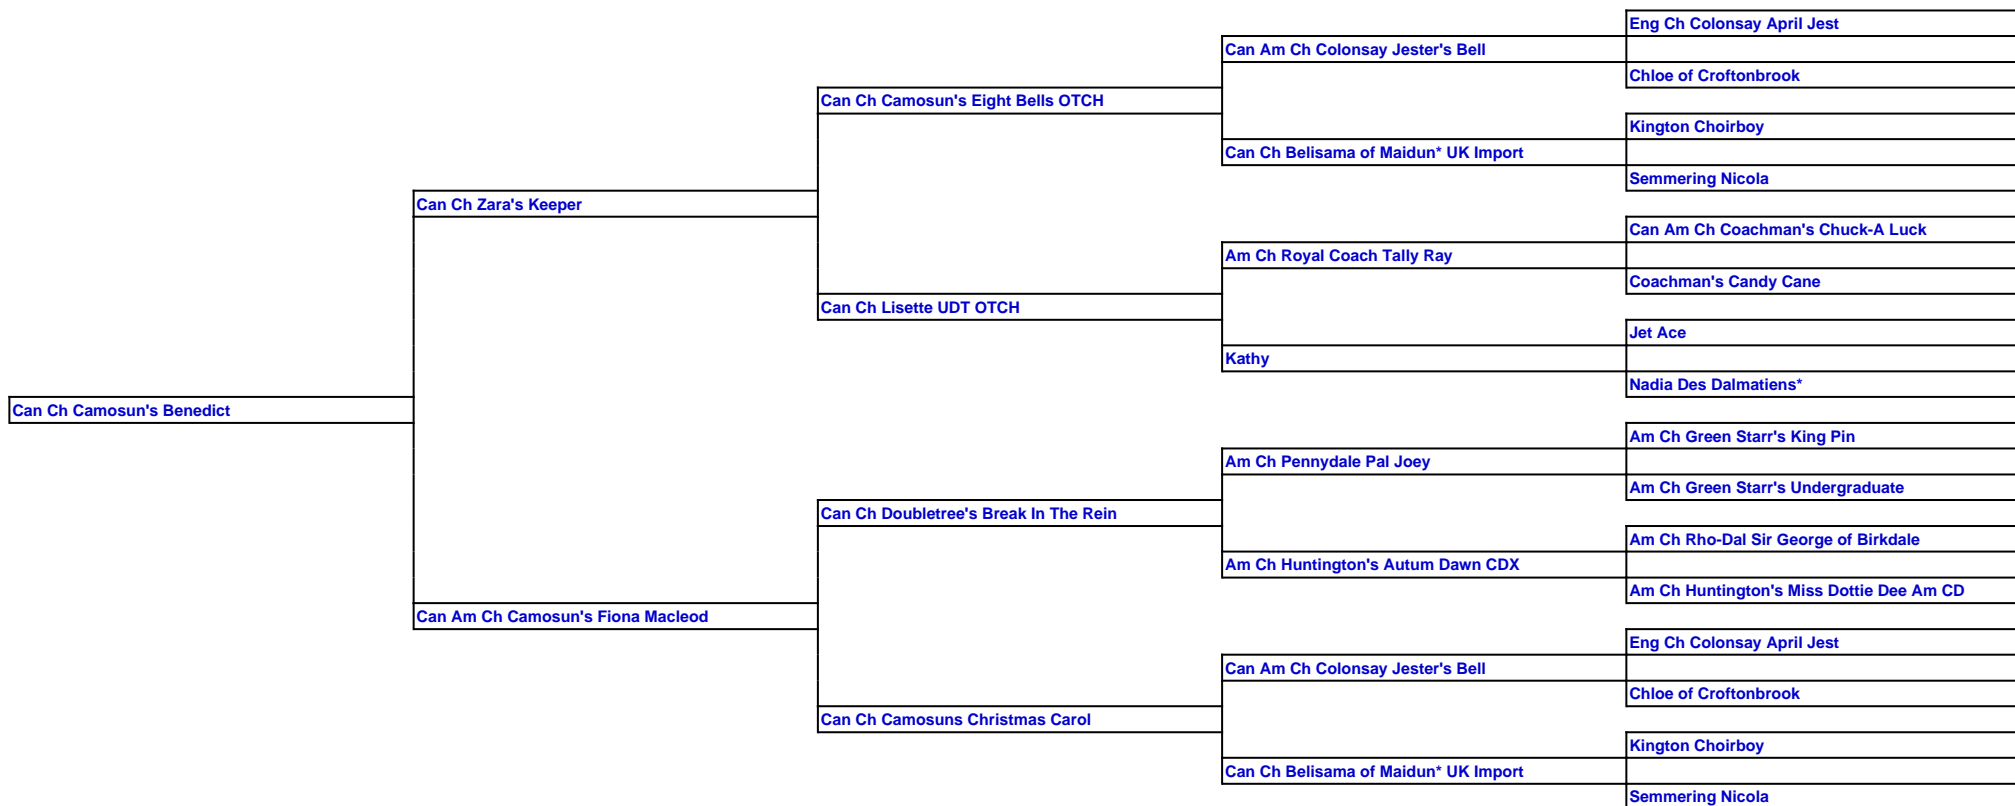 Eng Ch Colonsay April Jest
Can Am Ch Colonsay Jester's Bell
Chloe of Croftonbrook
Can Ch Camosun's Eight Bells OTCH
Kington Choirboy
Can Ch Belisama of Maidun* UK Import
Semmering Nicola
Can Ch Zara's Keeper
Can Am Ch Coachman's Chuck-A Luck
Am Ch Royal Coach Tally Ray
Coachman's Candy Cane
Can Ch Lisette UDT OTCH
Jet Ace
Kathy
Nadia Des Dalmatiens*
Can Ch Camosun's Benedict
Am Ch Green Starr's King Pin
Am Ch Pennydale Pal Joey
Am Ch Green Starr's Undergraduate
Can Ch Doubletree's Break In The Rein
Am Ch Rho-Dal Sir George of Birkdale
Am Ch Huntington's Autum Dawn CDX
Am Ch Huntington's Miss Dottie Dee Am CD
Can Am Ch Camosun's Fiona Macleod
Eng Ch Colonsay April Jest
Can Am Ch Colonsay Jester's Bell
Chloe of Croftonbrook
Can Ch Camosuns Christmas Carol
Kington Choirboy
Can Ch Belisama of Maidun* UK Import
Semmering Nicola